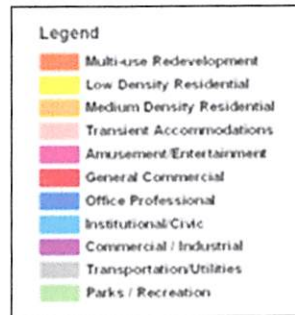 Legend
Multi-use Redevelopment
Low Density Residential
Medium Density Residential
Transient Accommodations
Amusement/Entertainment
General Commercial
Office Professional
Institutional/Civic
Commercial / Industrial
Transportation/Utilities
Parks / Recreation